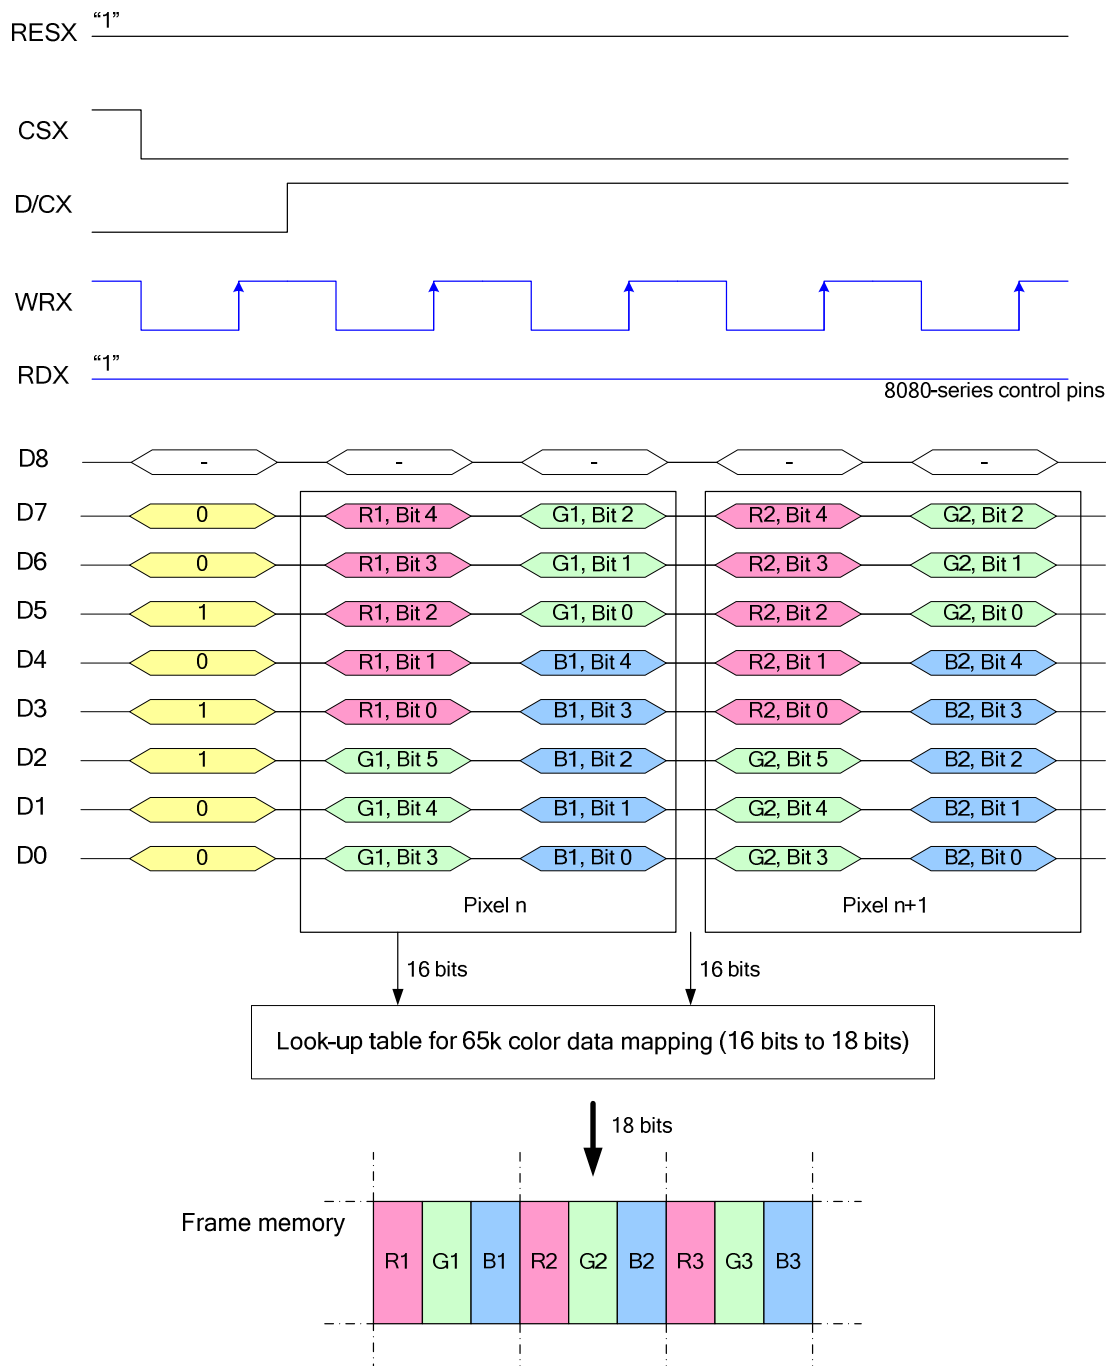 RESX “1”
CSX
D/CX
WRX
RDX “1”
8080-series control pins
D8 - - - - -
D7 0 R1, Bit 4 G1, Bit 2 R2, Bit 4 G2, Bit 2
D6 0 R1, Bit 3 G1, Bit 1 R2, Bit 3 G2, Bit 1
D5 1 R1, Bit 2 G1, Bit 0 R2, Bit 2 G2, Bit 0
D4 0 R1, Bit 1 B1, Bit 4 R2, Bit 1 B2, Bit 4
D3 1 R1, Bit 0 B1, Bit 3 R2, Bit 0 B2, Bit 3
D2 1 G1, Bit 5 B1, Bit 2 G2, Bit 5 B2, Bit 2
D1 0 G1, Bit 4 B1, Bit 1 G2, Bit 4 B2, Bit 1
D0 0 G1, Bit 3 B1, Bit 0 G2, Bit 3 B2, Bit 0
Pixel n Pixel n+1
16 bits 16 bits
Look-up table for 65k color data mapping (16 bits to 18 bits)
18 bits
Frame memory
R1 G1 B1 R2 G2 B2 R3 G3 B3